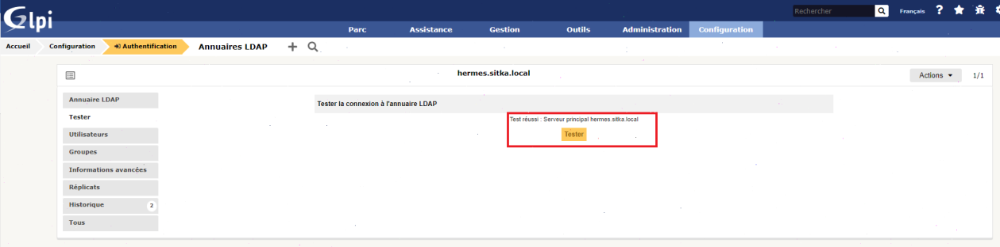 Glpi
Rechercher Français ?
Parc Assistance Gestion Outils Administration Configuration
Accueil Configuration Authentification Annuaires LDAP
hermes.sitka.local Actions 1/1
Annuaire LDAP
Tester la connexion à l'annuaire LDAP
Tester
Test réussi : Serveur principal hermes.sitka.local
Tester
Utilisateurs
Groupes
Informations avancées
Réplicats
Historique 2
Tous